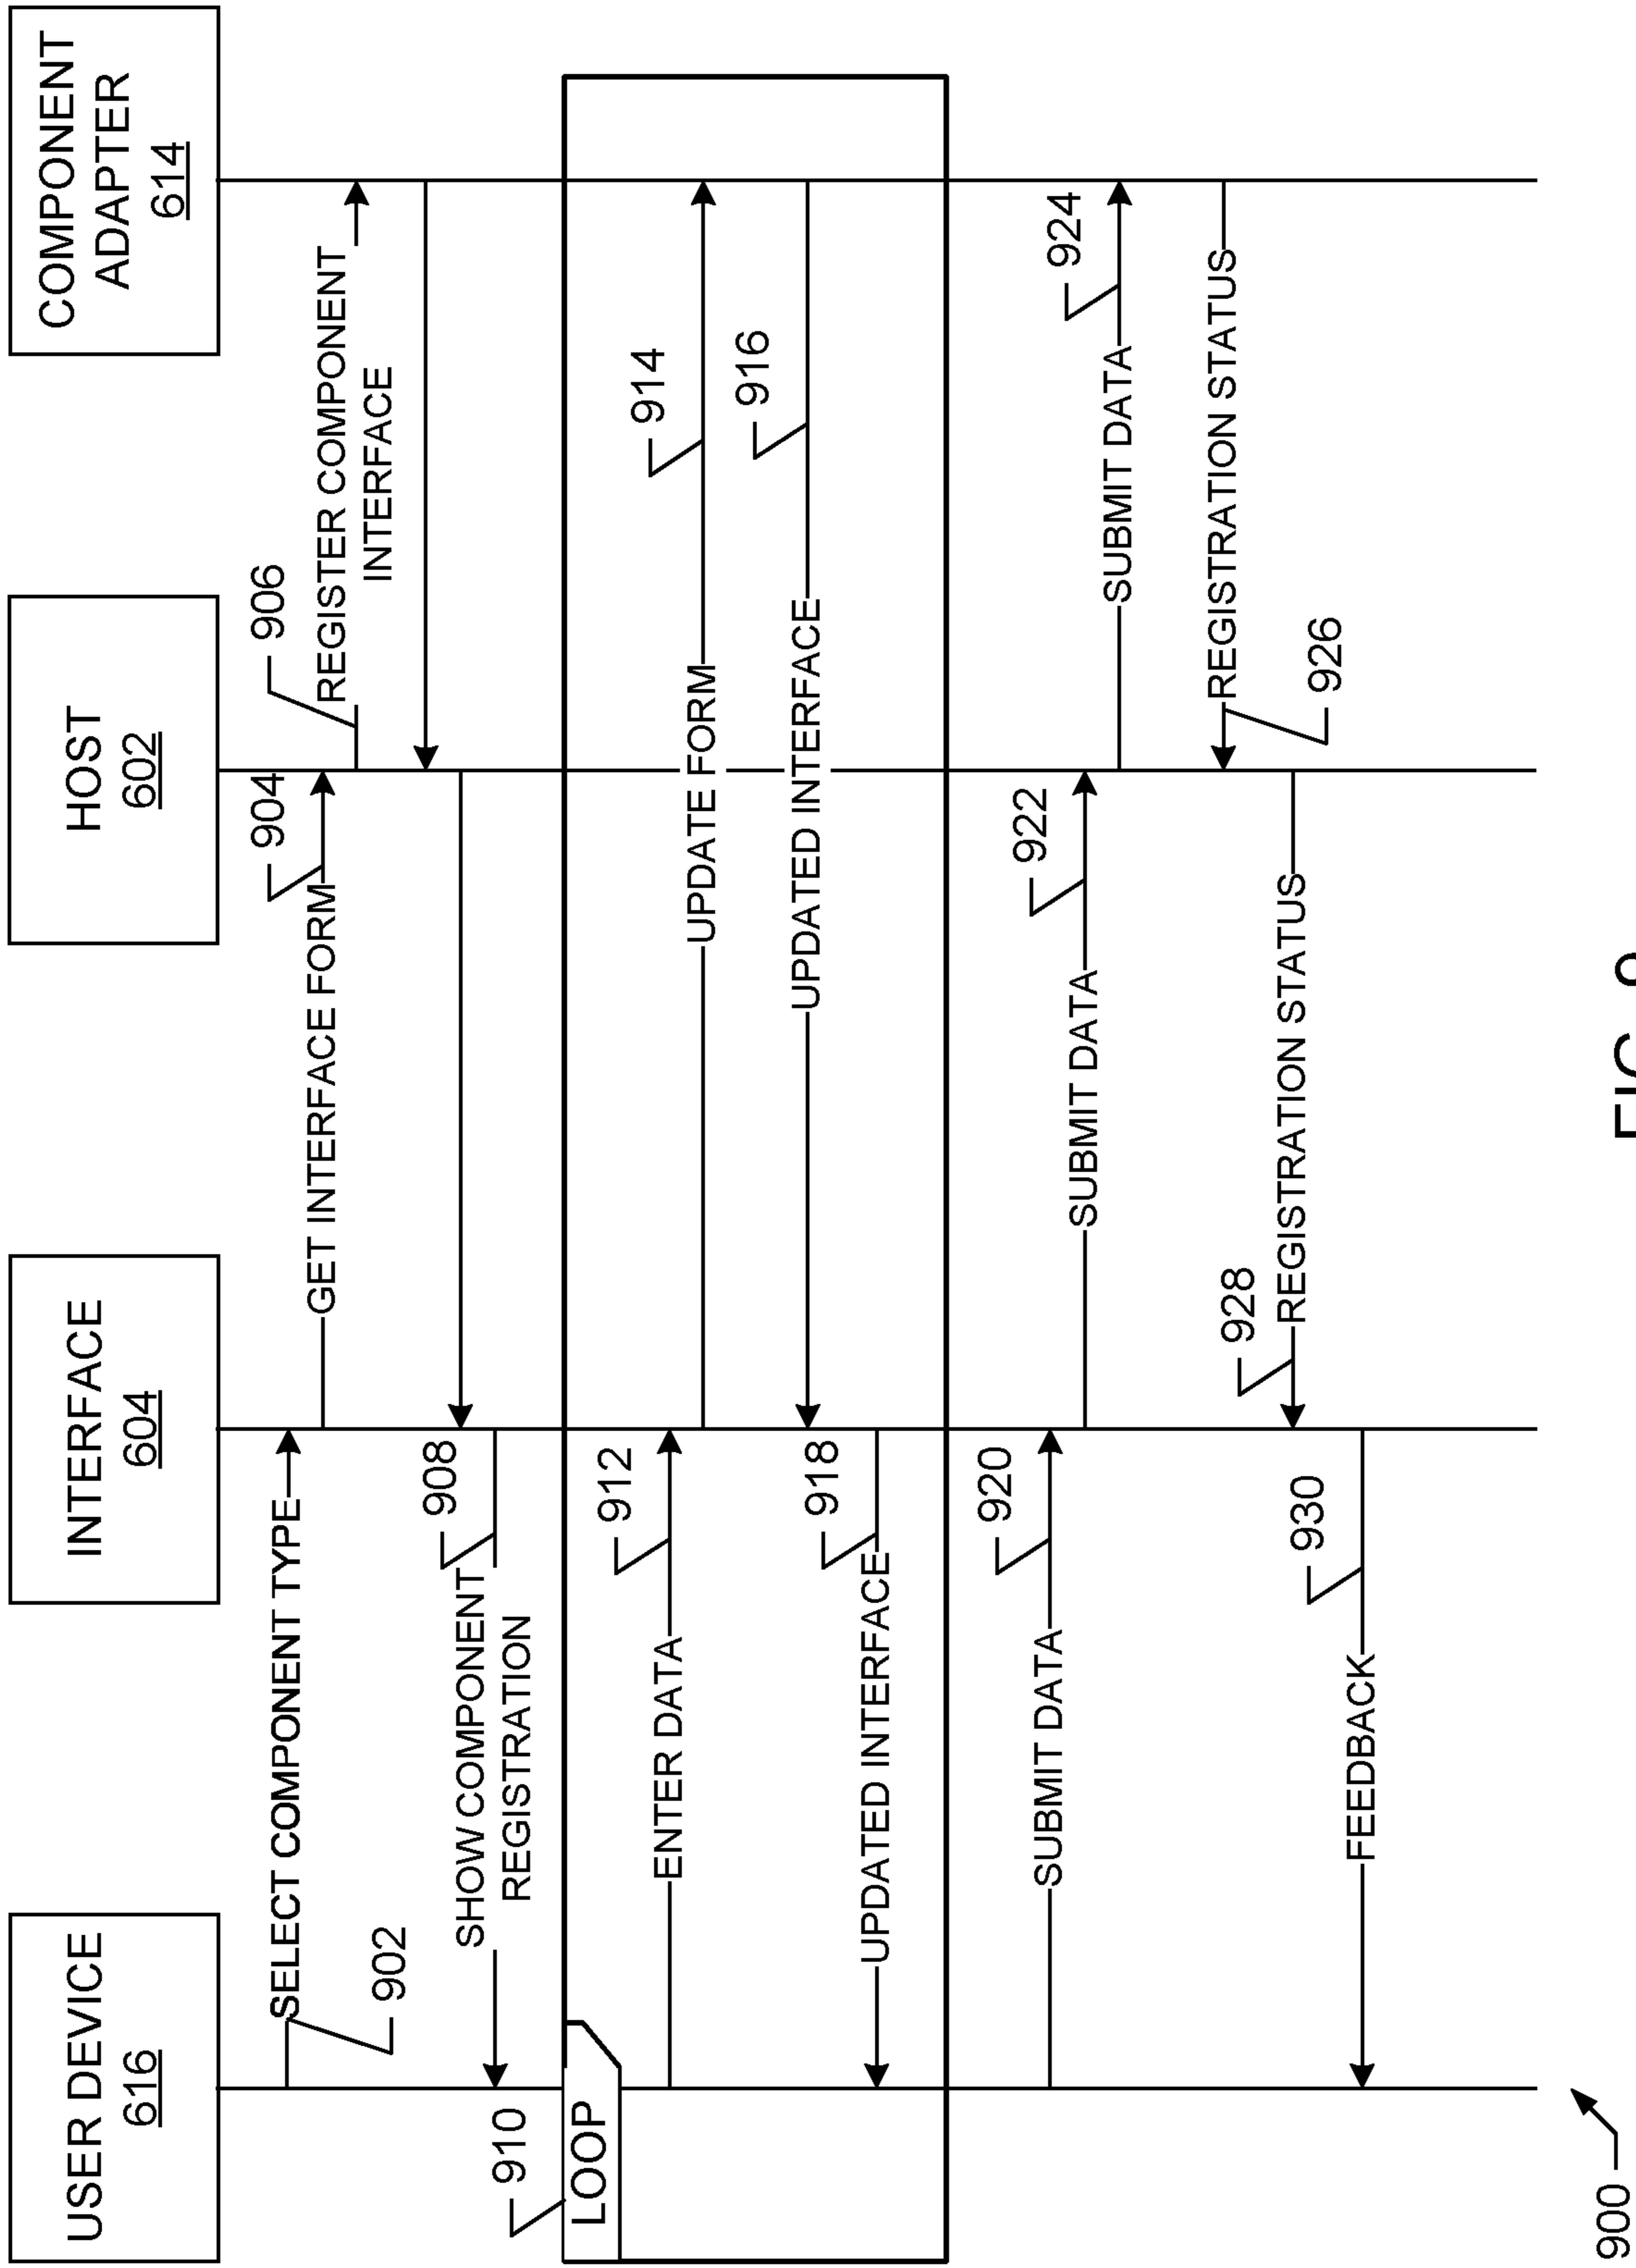 USER DEVICE
616
INTERFACE
604
HOST
602
COMPONENT
ADAPTER
614
SELECT COMPONENT TYPE
902
GET INTERFACE FORM
904
906
REGISTER COMPONENT
INTERFACE
908
SHOW COMPONENT
REGISTRATION
910
LOOP
912
ENTER DATA
914
UPDATE FORM
916
UPDATED INTERFACE
918
UPDATED INTERFACE
920
SUBMIT DATA
922
SUBMIT DATA
924
SUBMIT DATA
REGISTRATION STATUS
926
928
REGISTRATION STATUS
930
FEEDBACK
900
FIG